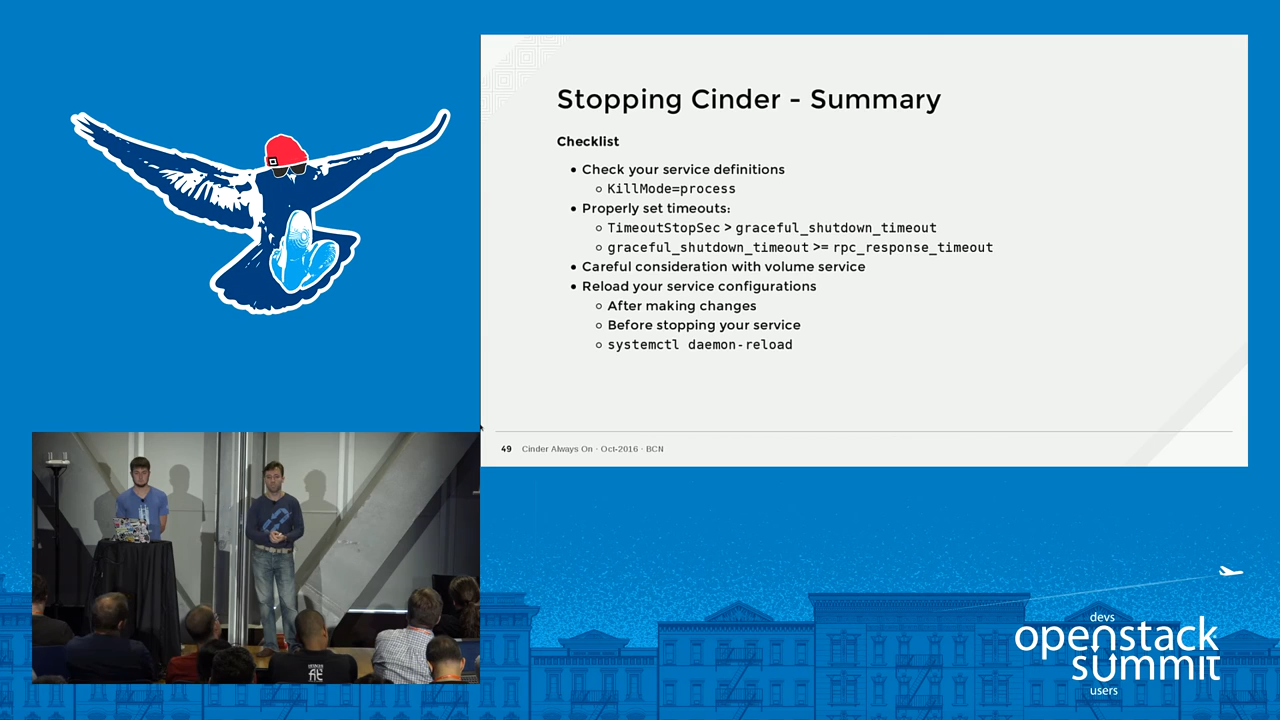 Stopping Cinder - Summary
Checklist
• Check your service definitions
○ KillMode=process
• Properly set timeouts:
○ TimeoutStopSec > graceful_shutdown_timeout
○ graceful_shutdown_timeout >= rpc_response_timeout
• Careful consideration with volume service
• Reload your service configurations
○ After making changes
○ Before stopping your service
○ systemctl daemon-reload
49 Cinder Always On · Oct-2016 · BCN
devs
openstack
summit
users